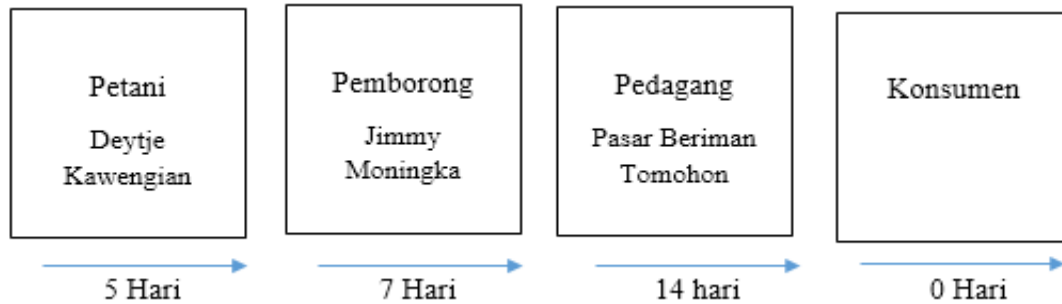 Petani
Deytje
Kawengian
Pemborong
Jimmy
Moningka
Pedagang
Pasar Beriman
Tomohon
Konsumen
5 Hari
7 Hari
14 hari
0 Hari